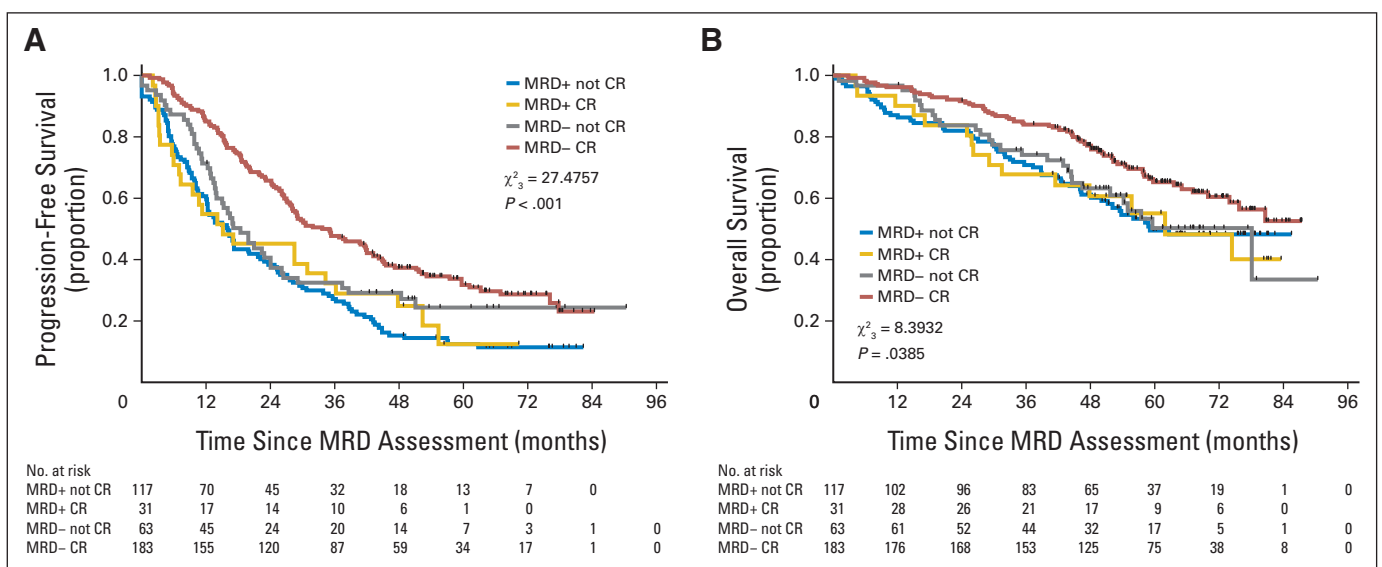 A
Progression-Free Survival
(proportion)
1.0
0.8
0.6
0.4
0.2
MRD+ not CR
MRD+ CR
MRD− not CR
MRD− CR
χ²₃ = 27.4757
P < .001
0 12 24 36 48 60 72 84 96
Time Since MRD Assessment (months)
No. at risk
MRD+ not CR 117 70 45 32 18 13 7 0
MRD+ CR 31 17 14 10 6 1 0
MRD− not CR 63 45 24 20 14 7 3 1 0
MRD− CR 183 155 120 87 59 34 17 1 0
B
Overall Survival
(proportion)
1.0
0.8
0.6
0.4
0.2
MRD+ not CR
MRD+ CR
MRD− not CR
MRD− CR
χ²₃ = 8.3932
P = .0385
0 12 24 36 48 60 72 84 96
Time Since MRD Assessment (months)
No. at risk
MRD+ not CR 117 102 96 83 65 37 19 1 0
MRD+ CR 31 28 26 21 17 9 6 0
MRD− not CR 63 61 52 44 32 17 5 1 0
MRD− CR 183 176 168 153 125 75 38 8 0